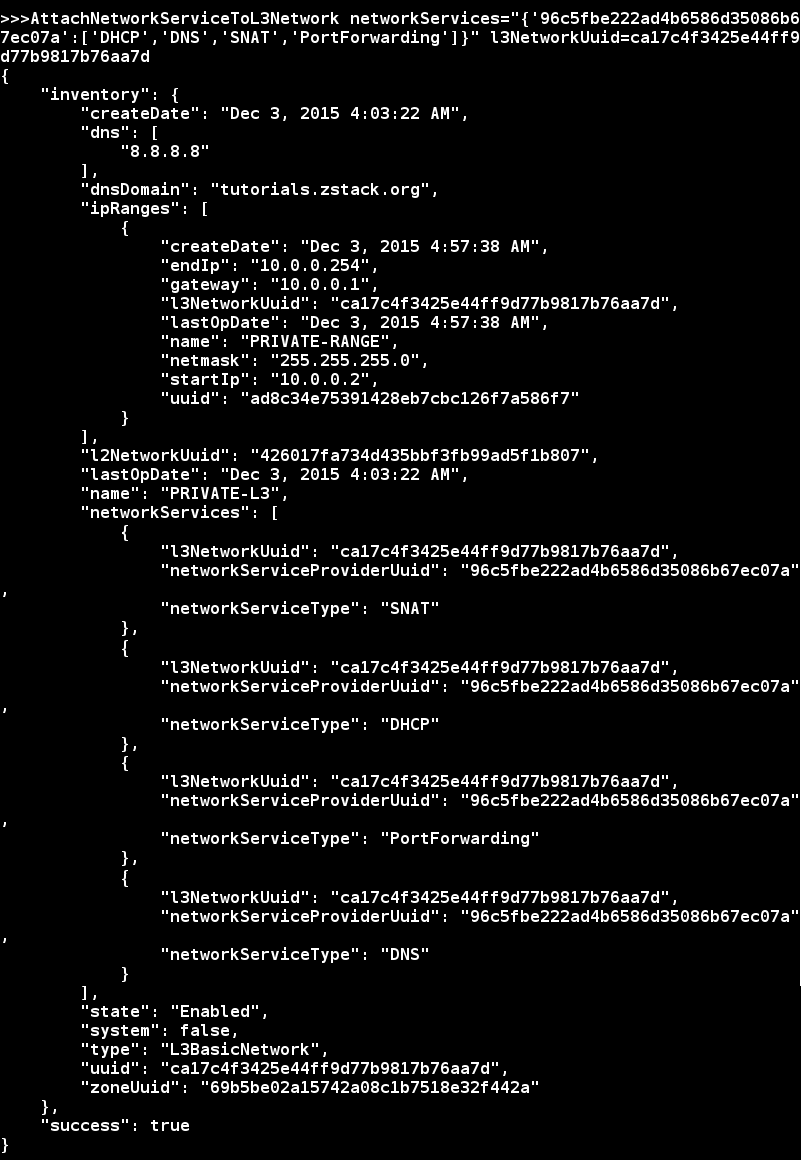 >>>AttachNetworkServiceToL3Network networkServices="{'96c5fbe222ad4b6586d35086b6
7ec07a':['DHCP','DNS','SNAT','PortForwarding']}" l3NetworkUuid=ca17c4f3425e44ff9
d77b9817b76aa7d
{
    "inventory": {
        "createDate": "Dec 3, 2015 4:03:22 AM",
        "dns": [
            "8.8.8.8"
        ],
        "dnsDomain": "tutorials.zstack.org",
        "ipRanges": [
            {
                "createDate": "Dec 3, 2015 4:57:38 AM",
                "endIp": "10.0.0.254",
                "gateway": "10.0.0.1",
                "l3NetworkUuid": "ca17c4f3425e44ff9d77b9817b76aa7d",
                "lastOpDate": "Dec 3, 2015 4:57:38 AM",
                "name": "PRIVATE-RANGE",
                "netmask": "255.255.255.0",
                "startIp": "10.0.0.2",
                "uuid": "ad8c34e75391428eb7cbc126f7a586f7"
            }
        ],
        "l2NetworkUuid": "426017fa734d435bbf3fb99ad5f1b807",
        "lastOpDate": "Dec 3, 2015 4:03:22 AM",
        "name": "PRIVATE-L3",
        "networkServices": [
            {
                "l3NetworkUuid": "ca17c4f3425e44ff9d77b9817b76aa7d",
                "networkServiceProviderUuid": "96c5fbe222ad4b6586d35086b67ec07a"
,
                "networkServiceType": "SNAT"
            },
            {
                "l3NetworkUuid": "ca17c4f3425e44ff9d77b9817b76aa7d",
                "networkServiceProviderUuid": "96c5fbe222ad4b6586d35086b67ec07a"
,
                "networkServiceType": "DHCP"
            },
            {
                "l3NetworkUuid": "ca17c4f3425e44ff9d77b9817b76aa7d",
                "networkServiceProviderUuid": "96c5fbe222ad4b6586d35086b67ec07a"
,
                "networkServiceType": "PortForwarding"
            },
            {
                "l3NetworkUuid": "ca17c4f3425e44ff9d77b9817b76aa7d",
                "networkServiceProviderUuid": "96c5fbe222ad4b6586d35086b67ec07a"
,
                "networkServiceType": "DNS"
            }
        ],
        "state": "Enabled",
        "system": false,
        "type": "L3BasicNetwork",
        "uuid": "ca17c4f3425e44ff9d77b9817b76aa7d",
        "zoneUuid": "69b5be02a15742a08c1b7518e32f442a"
    },
    "success": true
}